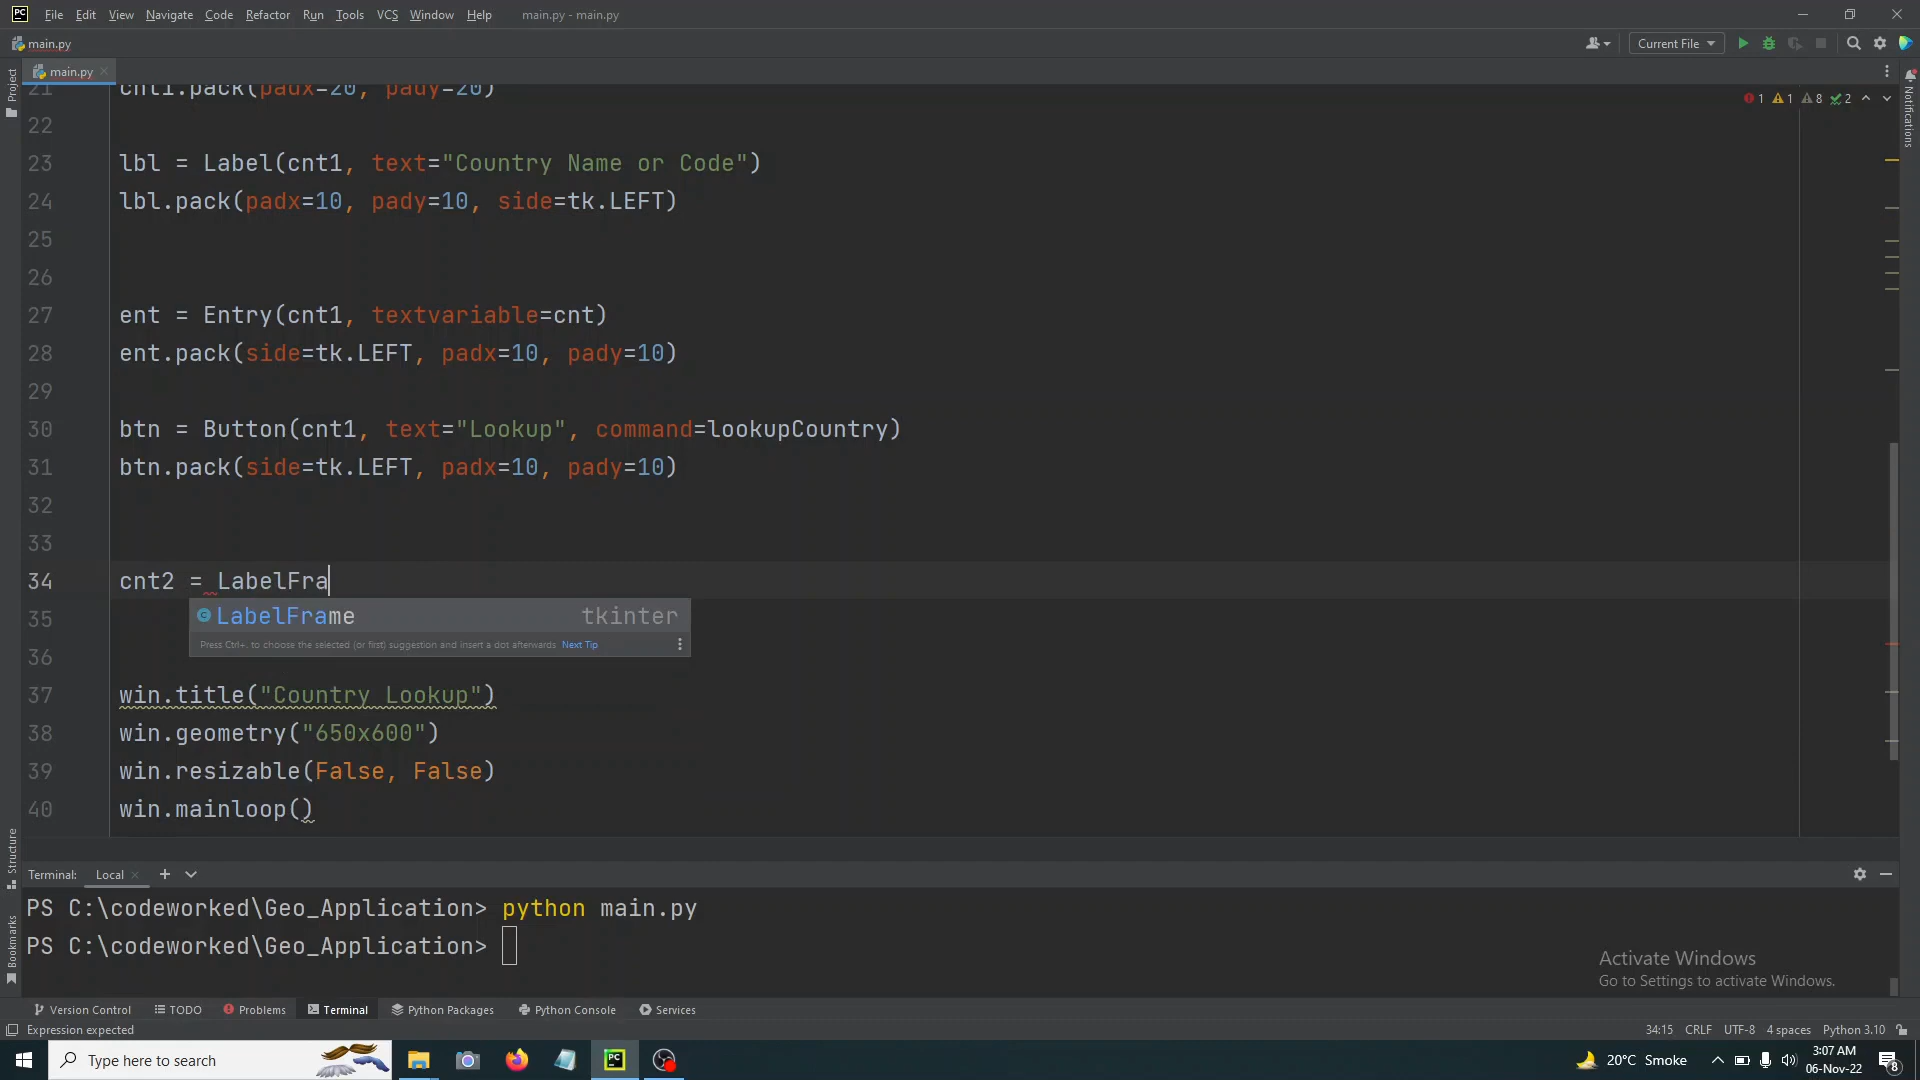 PC File Edit View Navigate Code Refactor Run Tools VCS Window Help main.py - main.py
main.py Current File
Project main.py Notifications
1 1 8 2
21 cnt1.pack(padx=20, pady=20)
22
23 lbl = Label(cnt1, text="Country Name or Code")
24 lbl.pack(padx=10, pady=10, side=tk.LEFT)
25
26
27 ent = Entry(cnt1, textvariable=cnt)
28 ent.pack(side=tk.LEFT, padx=10, pady=10)
29
30 btn = Button(cnt1, text="Lookup", command=lookupCountry)
31 btn.pack(side=tk.LEFT, padx=10, pady=10)
32
33
34 cnt2 = LabelFra
35 LabelFrame tkinter
Press Ctrl+. to choose the selected (or first) suggestion and insert a dot afterwards Next Tip
36
37 win.title("Country Lookup")
38 win.geometry("650x600")
39 win.resizable(False, False)
40 win.mainloop()
Structure
Bookmarks
Terminal: Local
PS C:\codeworked\Geo_Application> python main.py
PS C:\codeworked\Geo_Application>
Activate Windows
Go to Settings to activate Windows.
Version Control TODO Problems Terminal Python Packages Python Console Services
Expression expected 34:15 CRLF UTF-8 4 spaces Python 3.10
Type here to search PC 20°C Smoke 3:07 AM
06-Nov-22 8